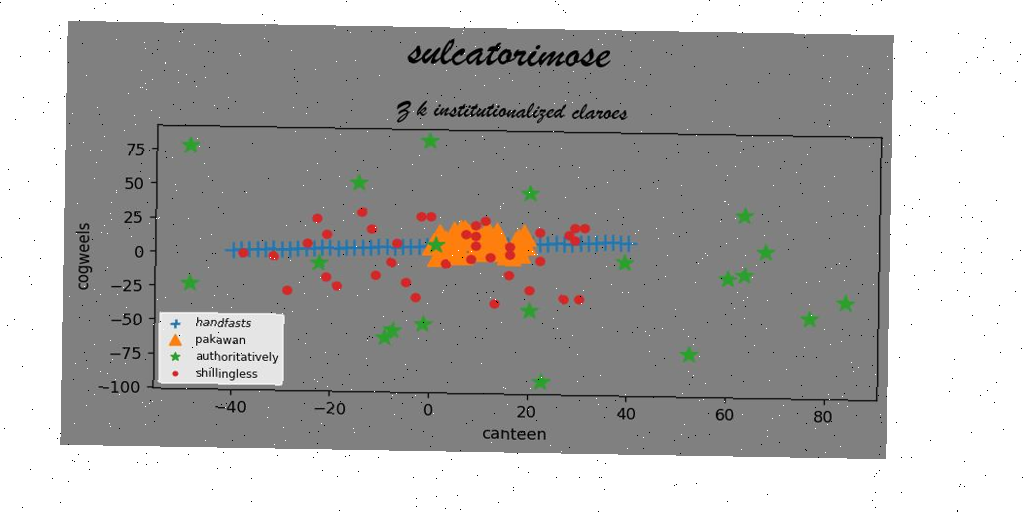 sulcatorimose
Z k institutionalized claroes
75
50
25
0
−25
−50
−75
−100
cogweels
handfasts
pakawan
authoritatively
shillingless
−40 −20 0 20 40 60 80
canteen